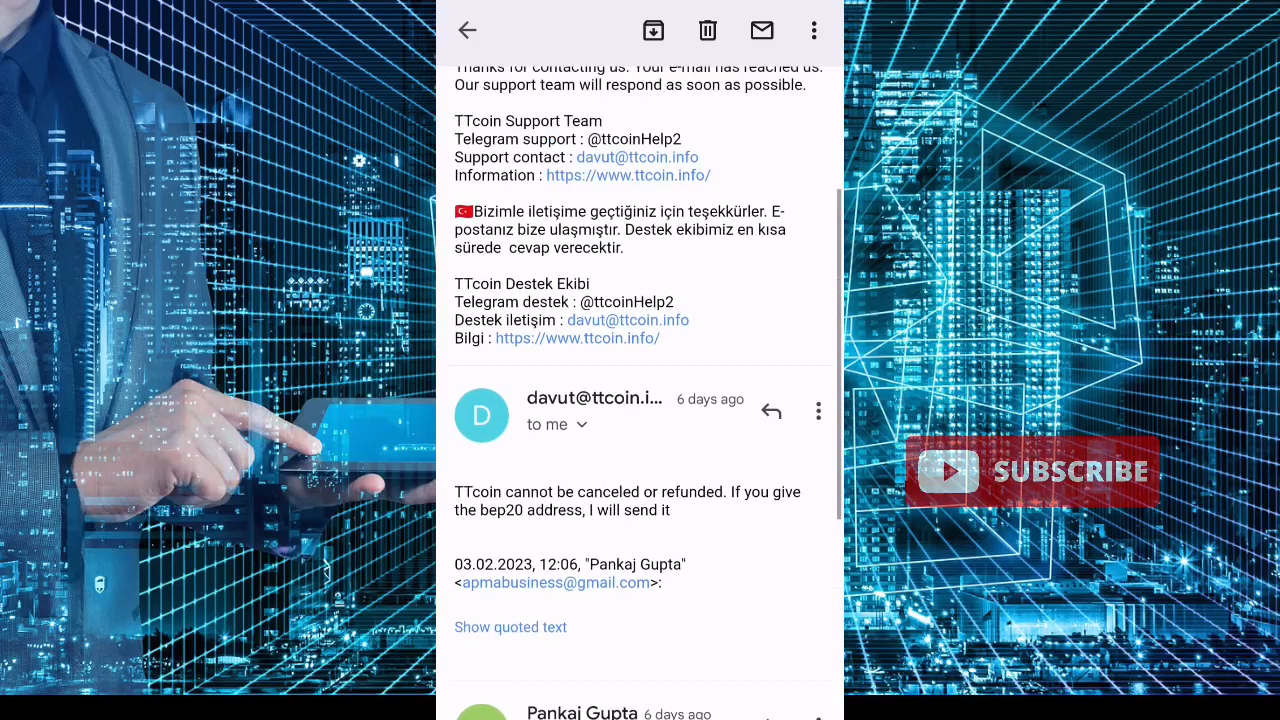 Thanks for contacting us. Your e-mail has reached us.
Our support team will respond as soon as possible.
TTcoin Support Team
Telegram support : @ttcoinHelp2
Support contact : davut@ttcoin.info
Information : https://www.ttcoin.info/
🇹🇷Bizimle iletişime geçtiğiniz için teşekkürler. E-
postanız bize ulaşmıştır. Destek ekibimiz en kısa
sürede  cevap verecektir.
TTcoin Destek Ekibi
Telegram destek : @ttcoinHelp2
Destek iletişim : davut@ttcoin.info
Bilgi : https://www.ttcoin.info/
D
davut@ttcoin.i... 6 days ago
to me
TTcoin cannot be canceled or refunded. If you give
the bep20 address, I will send it
03.02.2023, 12:06, "Pankaj Gupta"
<apmabusiness@gmail.com>:
Show quoted text
Pankaj Gupta 6 days ago
SUBSCRIBE